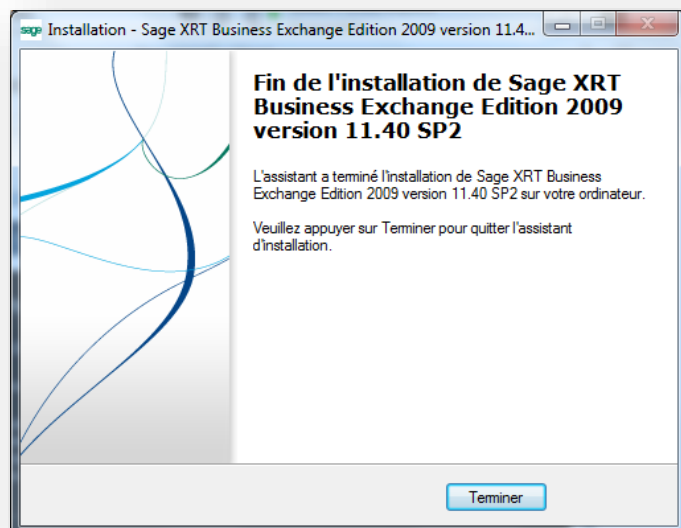 sage Installation - Sage XRT Business Exchange Edition 2009 version 11.4...
Fin de l'installation de Sage XRT
Business Exchange Edition 2009
version 11.40 SP2
L'assistant a terminé l'installation de Sage XRT Business
Exchange Edition 2009 version 11.40 SP2 sur votre ordinateur.
Veuillez appuyer sur Terminer pour quitter l'assistant
d'installation.
Terminer